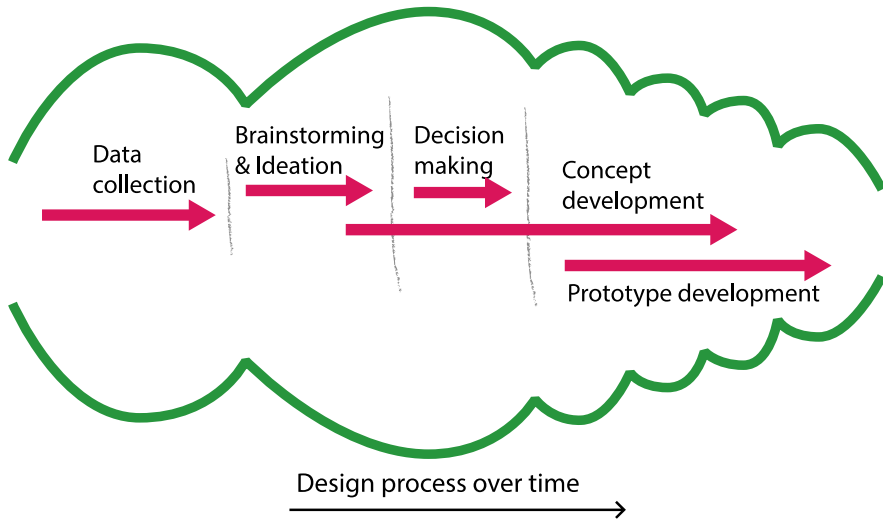 Data
collection
Brainstorming
& Ideation
Decision
making
Concept
development
Prototype development
Design process over time